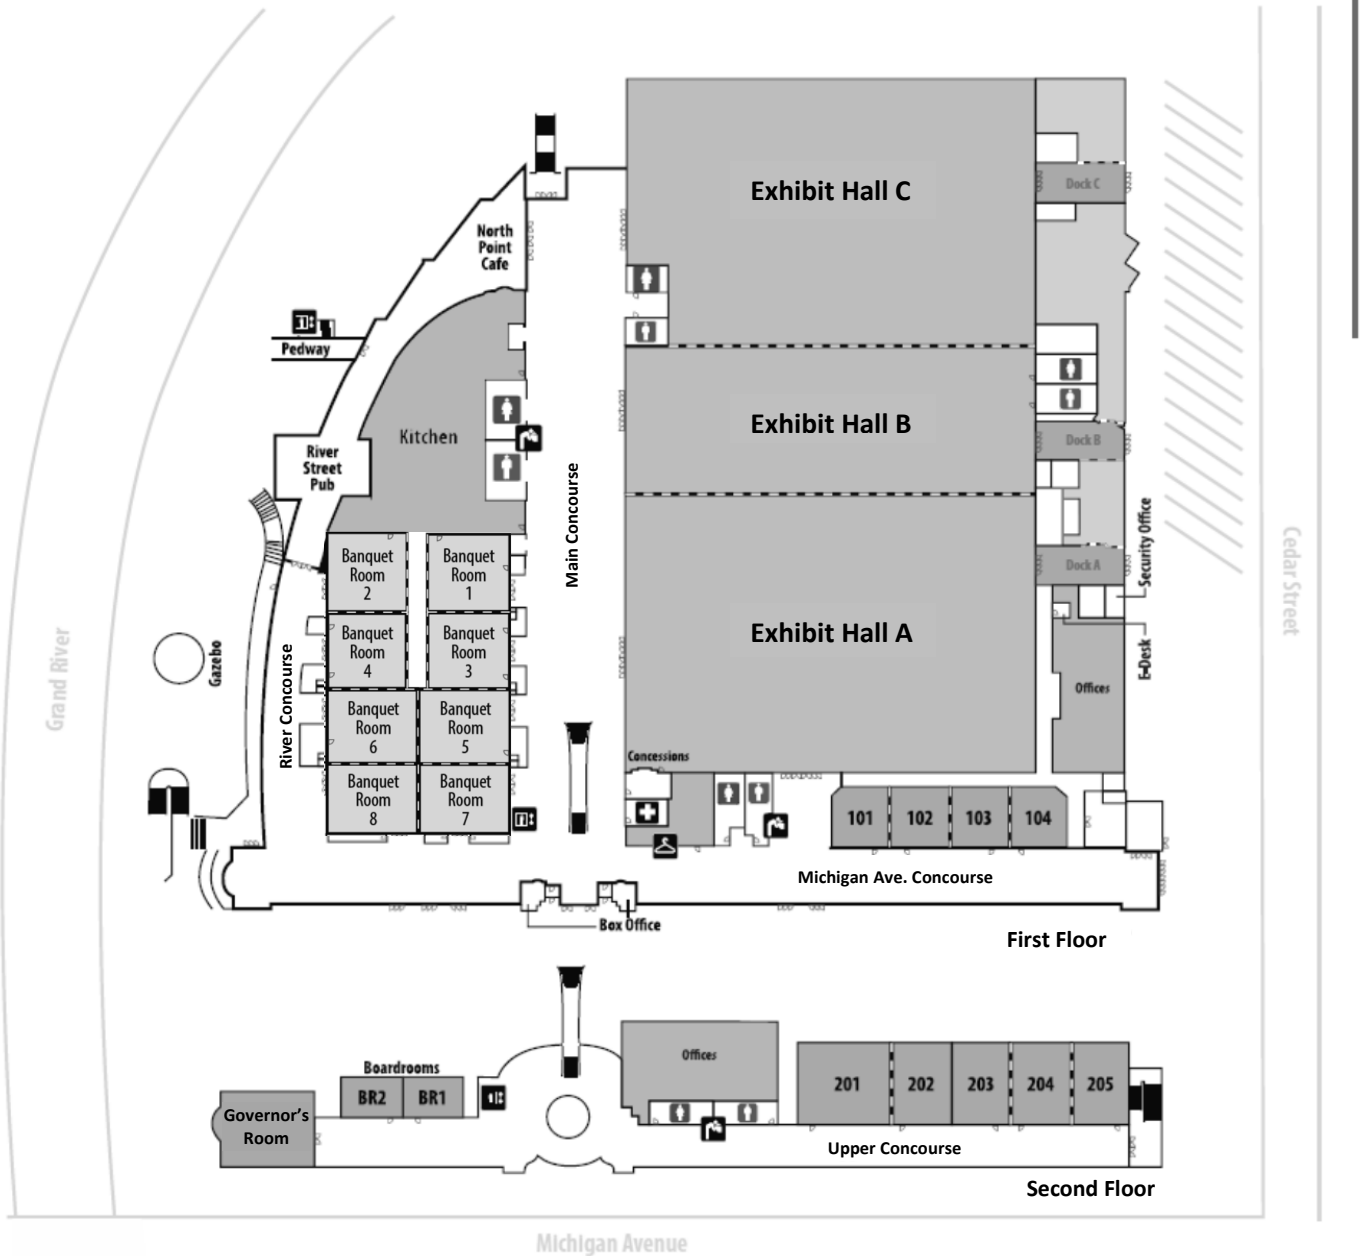 Exhibit Hall C
Dock C
North
Point
Cafe
Pedway
Exhibit Hall B
Kitchen
Dock B
River
Street
Pub
Main Concourse
Security Office
Cedar Street
Banquet
Room
2
Banquet
Room
1
Dock A
Exhibit Hall A
Banquet
Room
4
Banquet
Room
3
E-Desk
Grand River
Gazebo
River Concourse
Offices
Banquet
Room
6
Banquet
Room
5
Concessions
Banquet
Room
8
Banquet
Room
7
101
102
103
104
Michigan Ave. Concourse
Box Office
First Floor
Offices
Boardrooms
BR2
BR1
201
202
203
204
205
Governor's
Room
Upper Concourse
Second Floor
Michigan Avenue